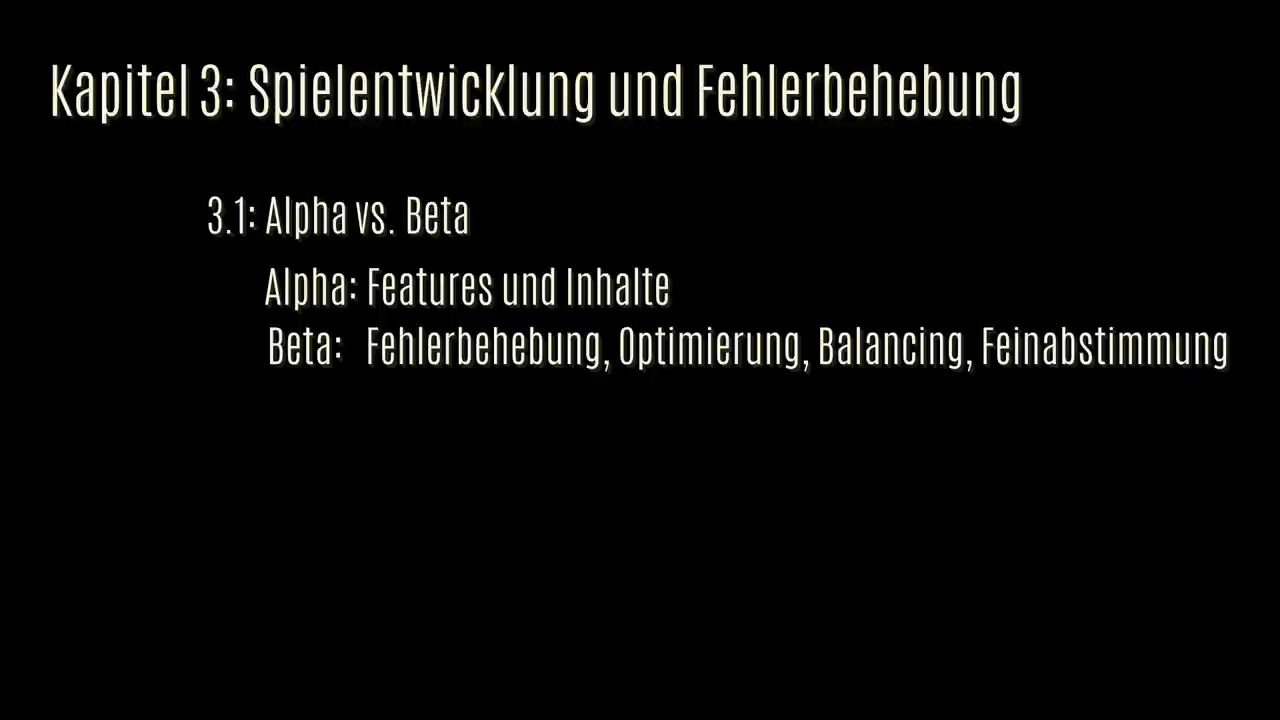 Kapitel 3: Spielentwicklung und Fehlerbehebung
3.1: Alpha vs. Beta
Alpha: Features und Inhalte
Beta: Fehlerbehebung, Optimierung, Balancing, Feinabstimmung